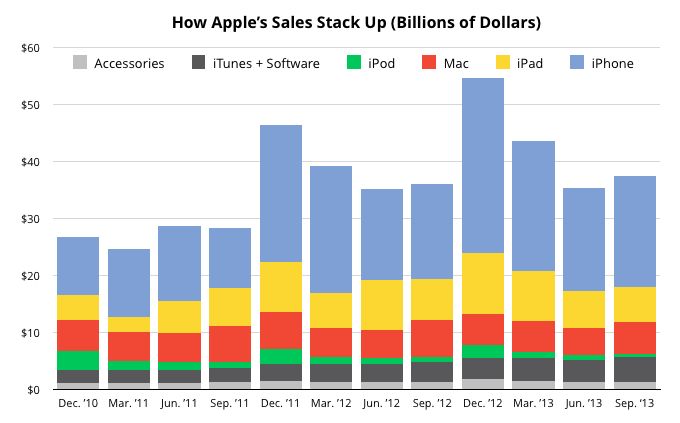 How Apple’s Sales Stack Up (Billions of Dollars)
$60
Accessories iTunes + Software iPod Mac iPad iPhone
$50
$40
$30
$20
$10
$0
Dec. ’10 Mar. ’11 Jun. ’11 Sep. ’11 Dec. ’11 Mar. ’12 Jun. ’12 Sep. ’12 Dec. ’12 Mar. ’13 Jun. ’13 Sep. ’13